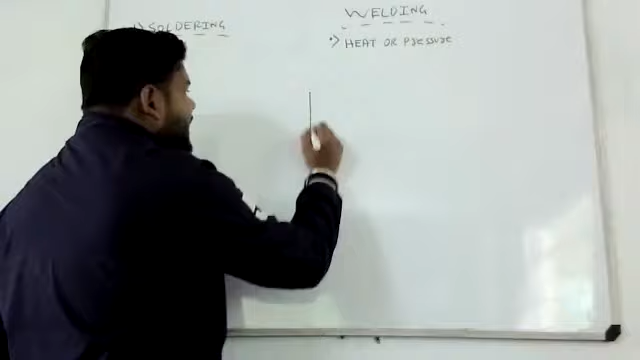 SOLDERING
WELDING
•> HEAT OR PRESSURE